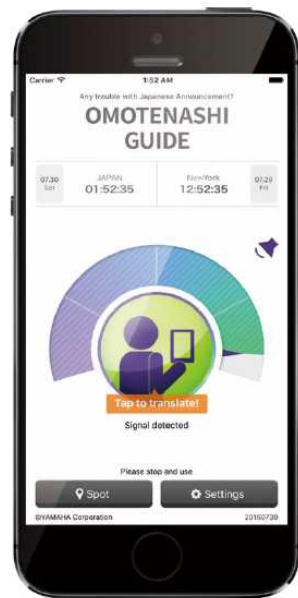 Carrier 1:52 AM
Any trouble with Japanese Announcement?
OMOTENASHI
GUIDE
07.30
Sat
JAPAN
01:52:35
NewYork
12:52:35
07.29
Fri
Tap to translate!
Signal detected
Please stop and use
Spot
Settings
©YAMAHA Corporation
20160730